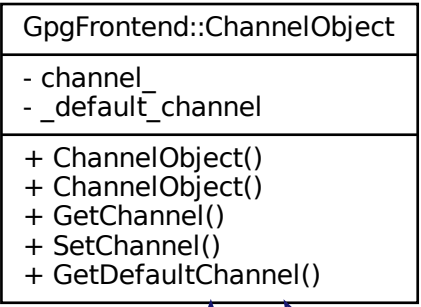 GpgFrontend::ChannelObject
- channel_
- _default_channel
+ ChannelObject()
+ ChannelObject()
+ GetChannel()
+ SetChannel()
+ GetDefaultChannel()